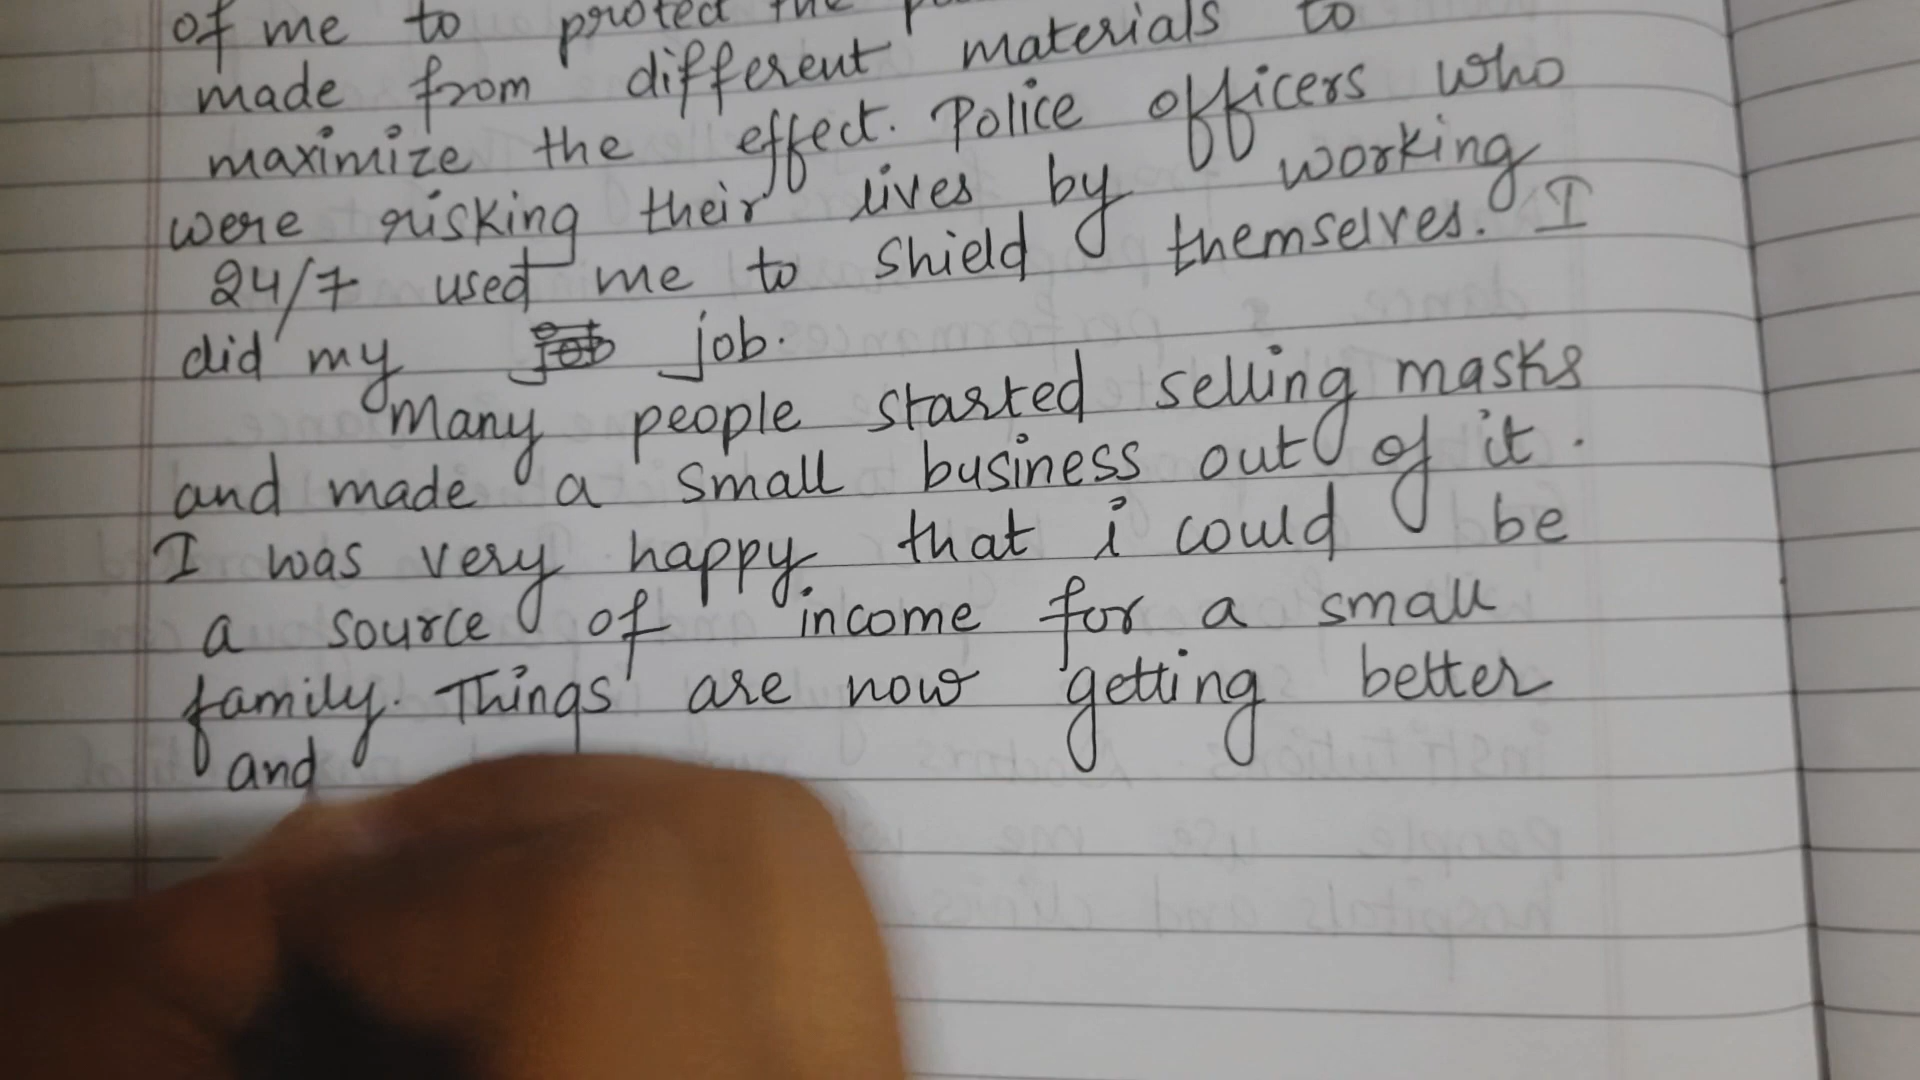 of me to protect the
made from different materials to
maximize the effect. Police officers who
were risking their lives by working
24/7 used me to shield themselves. I
did my job job.
Many people started selling masks
and made a small business out of it.
I was very happy that i could be
a source of income for a small
family. Things are now getting better
and